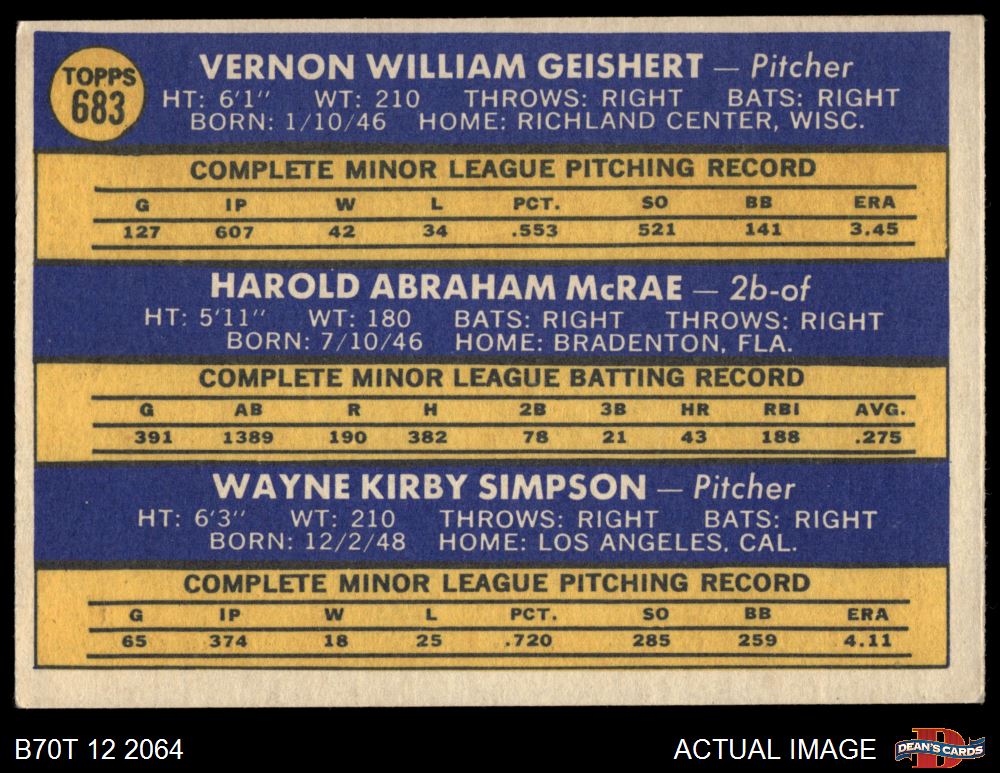 TOPPS
683
VERNON WILLIAM GEISHERT — Pitcher
HT: 6'1" WT: 210 THROWS: RIGHT BATS: RIGHT
BORN: 1/10/46 HOME: RICHLAND CENTER, WISC.
COMPLETE MINOR LEAGUE PITCHING RECORD
G IP W L PCT. SO BB ERA
127 607 42 34 .553 521 141 3.45
HAROLD ABRAHAM McRAE — 2b-of
HT: 5'11" WT: 180 BATS: RIGHT THROWS: RIGHT
BORN: 7/10/46 HOME: BRADENTON, FLA.
COMPLETE MINOR LEAGUE BATTING RECORD
G AB R H 2B 3B HR RBI AVG.
391 1389 190 382 78 21 43 188 .275
WAYNE KIRBY SIMPSON — Pitcher
HT: 6'3" WT: 210 THROWS: RIGHT BATS: RIGHT
BORN: 12/2/48 HOME: LOS ANGELES, CAL.
COMPLETE MINOR LEAGUE PITCHING RECORD
G IP W L PCT. SO BB ERA
65 374 18 25 .720 285 259 4.11
B70T 12 2064
ACTUAL IMAGE
D
DEAN'S CARDS